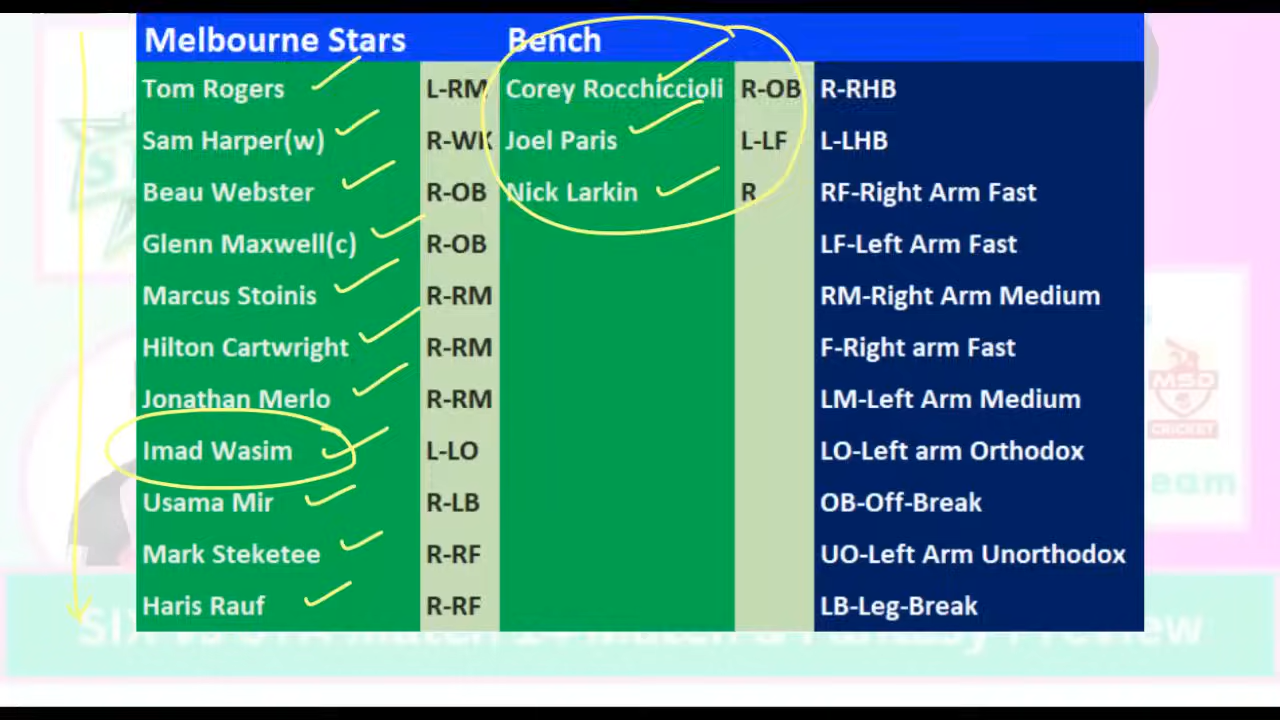 Melbourne Stars Bench
Tom Rogers L-RM Corey Rocchiccioli R-OB R-RHB
Sam Harper(w) R-WK Joel Paris L-LF L-LHB
Beau Webster R-OB Nick Larkin R RF-Right Arm Fast
Glenn Maxwell(c) R-OB LF-Left Arm Fast
Marcus Stoinis R-RM RM-Right Arm Medium
Hilton Cartwright R-RM F-Right arm Fast
Jonathan Merlo R-RM LM-Left Arm Medium
MSD
CRICKET
Imad Wasim L-LO LO-Left arm Orthodox
Usama Mir R-LB OB-Off-Break
Mark Steketee R-RF UO-Left Arm Unorthodox
Haris Rauf R-RF LB-Leg-Break